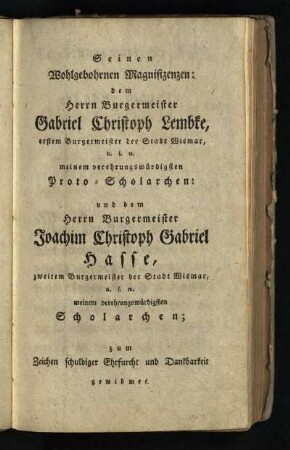 Seinen
Wohlgebohrnen Magnifizenzen:
dem
Herrn Burgermeister
Gabriel Christoph Lembke,
erstem Burgermeister der Stadt Wismar,
u. s. w.
meinem verehrungswürdigsten
Proto-Scholarchen:
und dem
Herrn Burgermeister
Joachim Christoph Gabriel
Hasse,
zweitem Burgermeister der Stadt Wismar,
u. s. w.
meinem verehrungswürdigsten
Scholarchen;
zum
Zeichen schuldiger Ehrfurcht und Dankbarkeit
gewidmet.